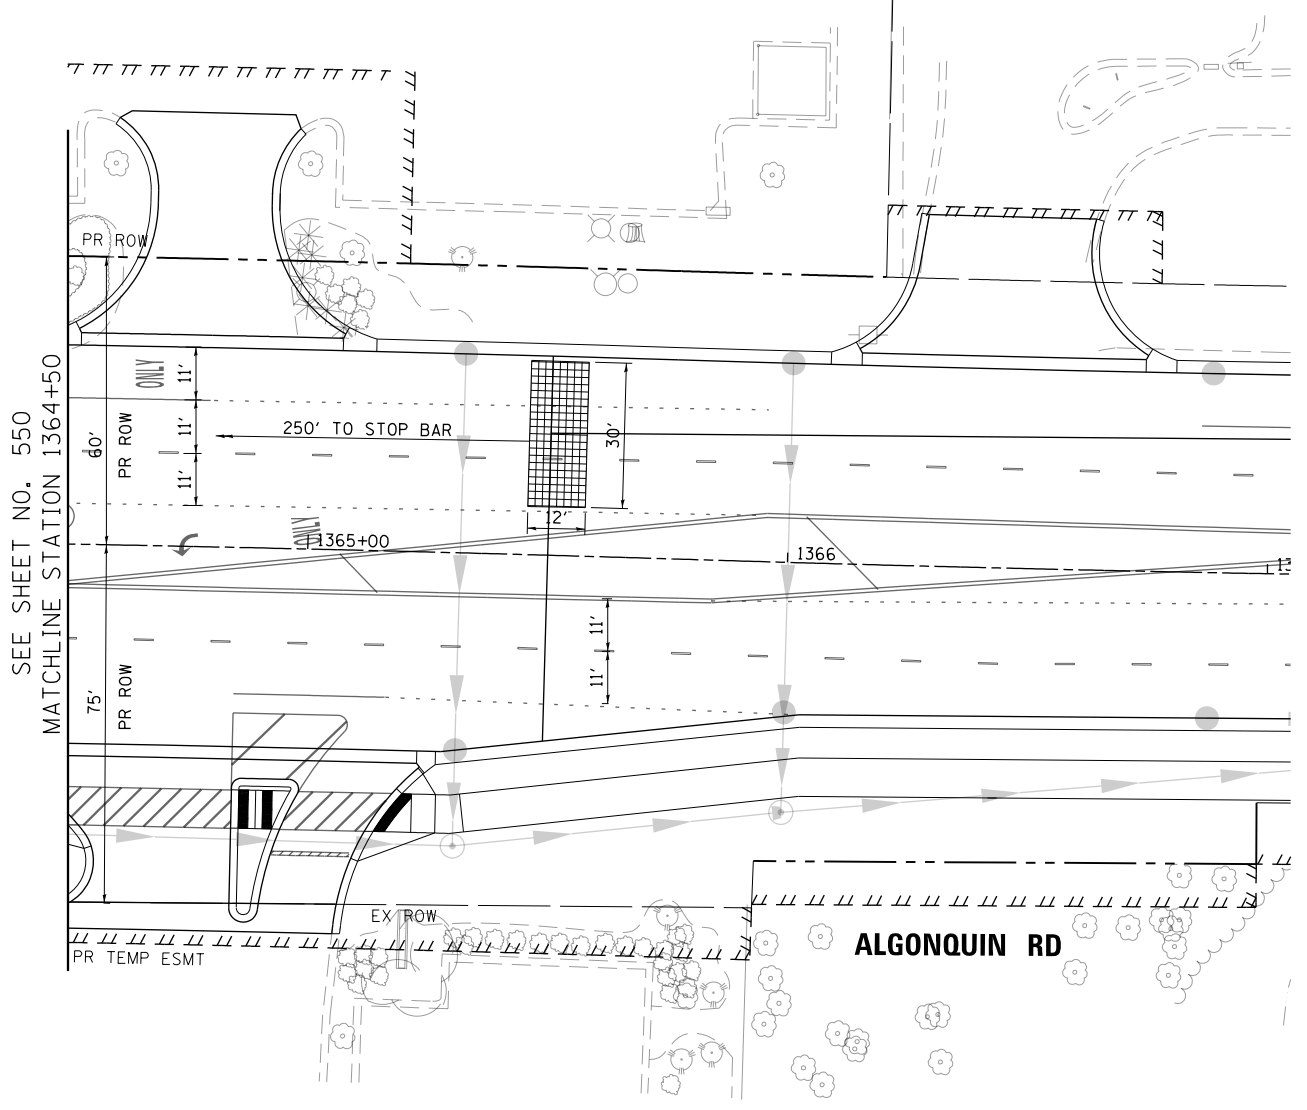 PR ROW
ONLY
11'
11'
11'
60'
PR ROW
250' TO STOP BAR
30'
12'
ONLY
1365+00
1366
13
SEE SHEET NO. 550
MATCHLINE STATION 1364+50
11'
11'
75'
PR ROW
EX ROW
PR TEMP ESMT
ALGONQUIN RD